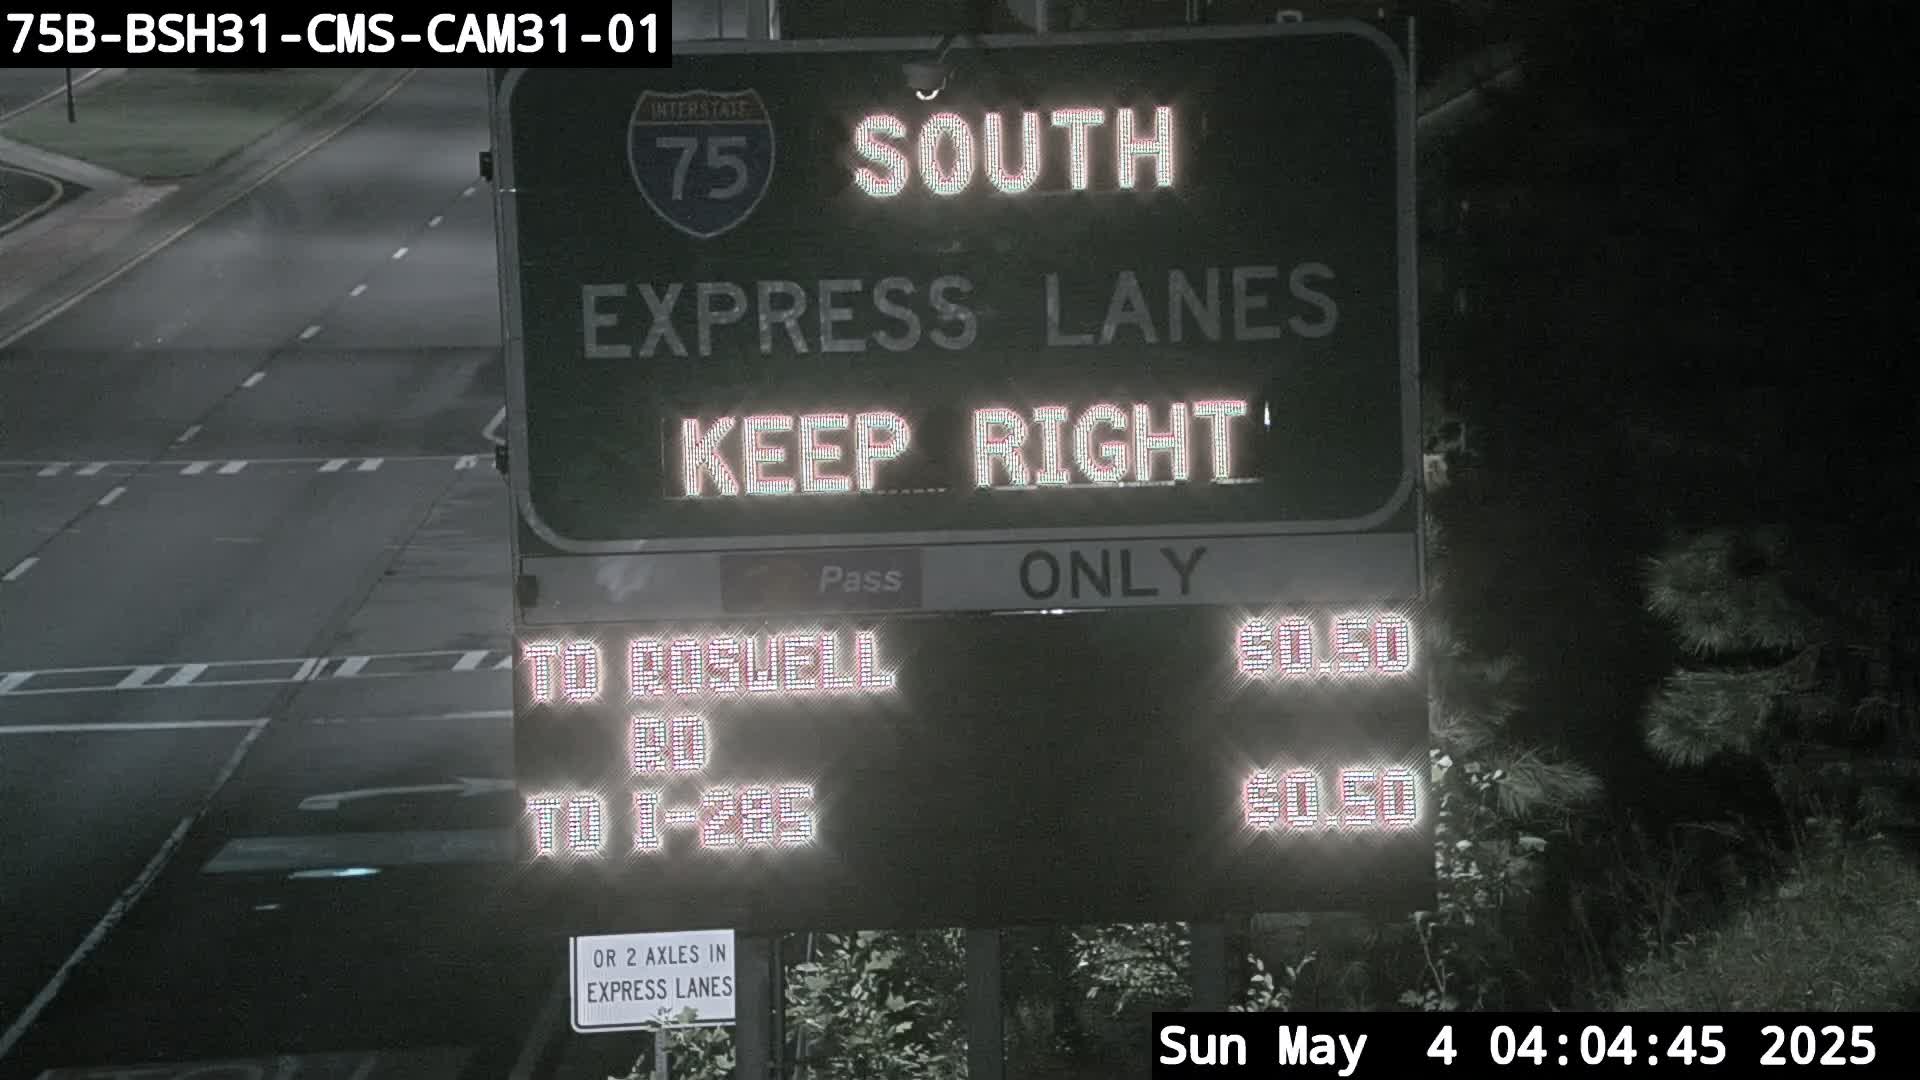 75B-BSH31-CMS-CAM31-01
INTERSTATE
75
SOUTH
EXPRESS LANES
KEEP RIGHT
Pass ONLY
TO ROSWELL $0.50
RD
TO I-285 $0.50
OR 2 AXLES IN
EXPRESS LANES
Sun May 4 04:04:45 2025